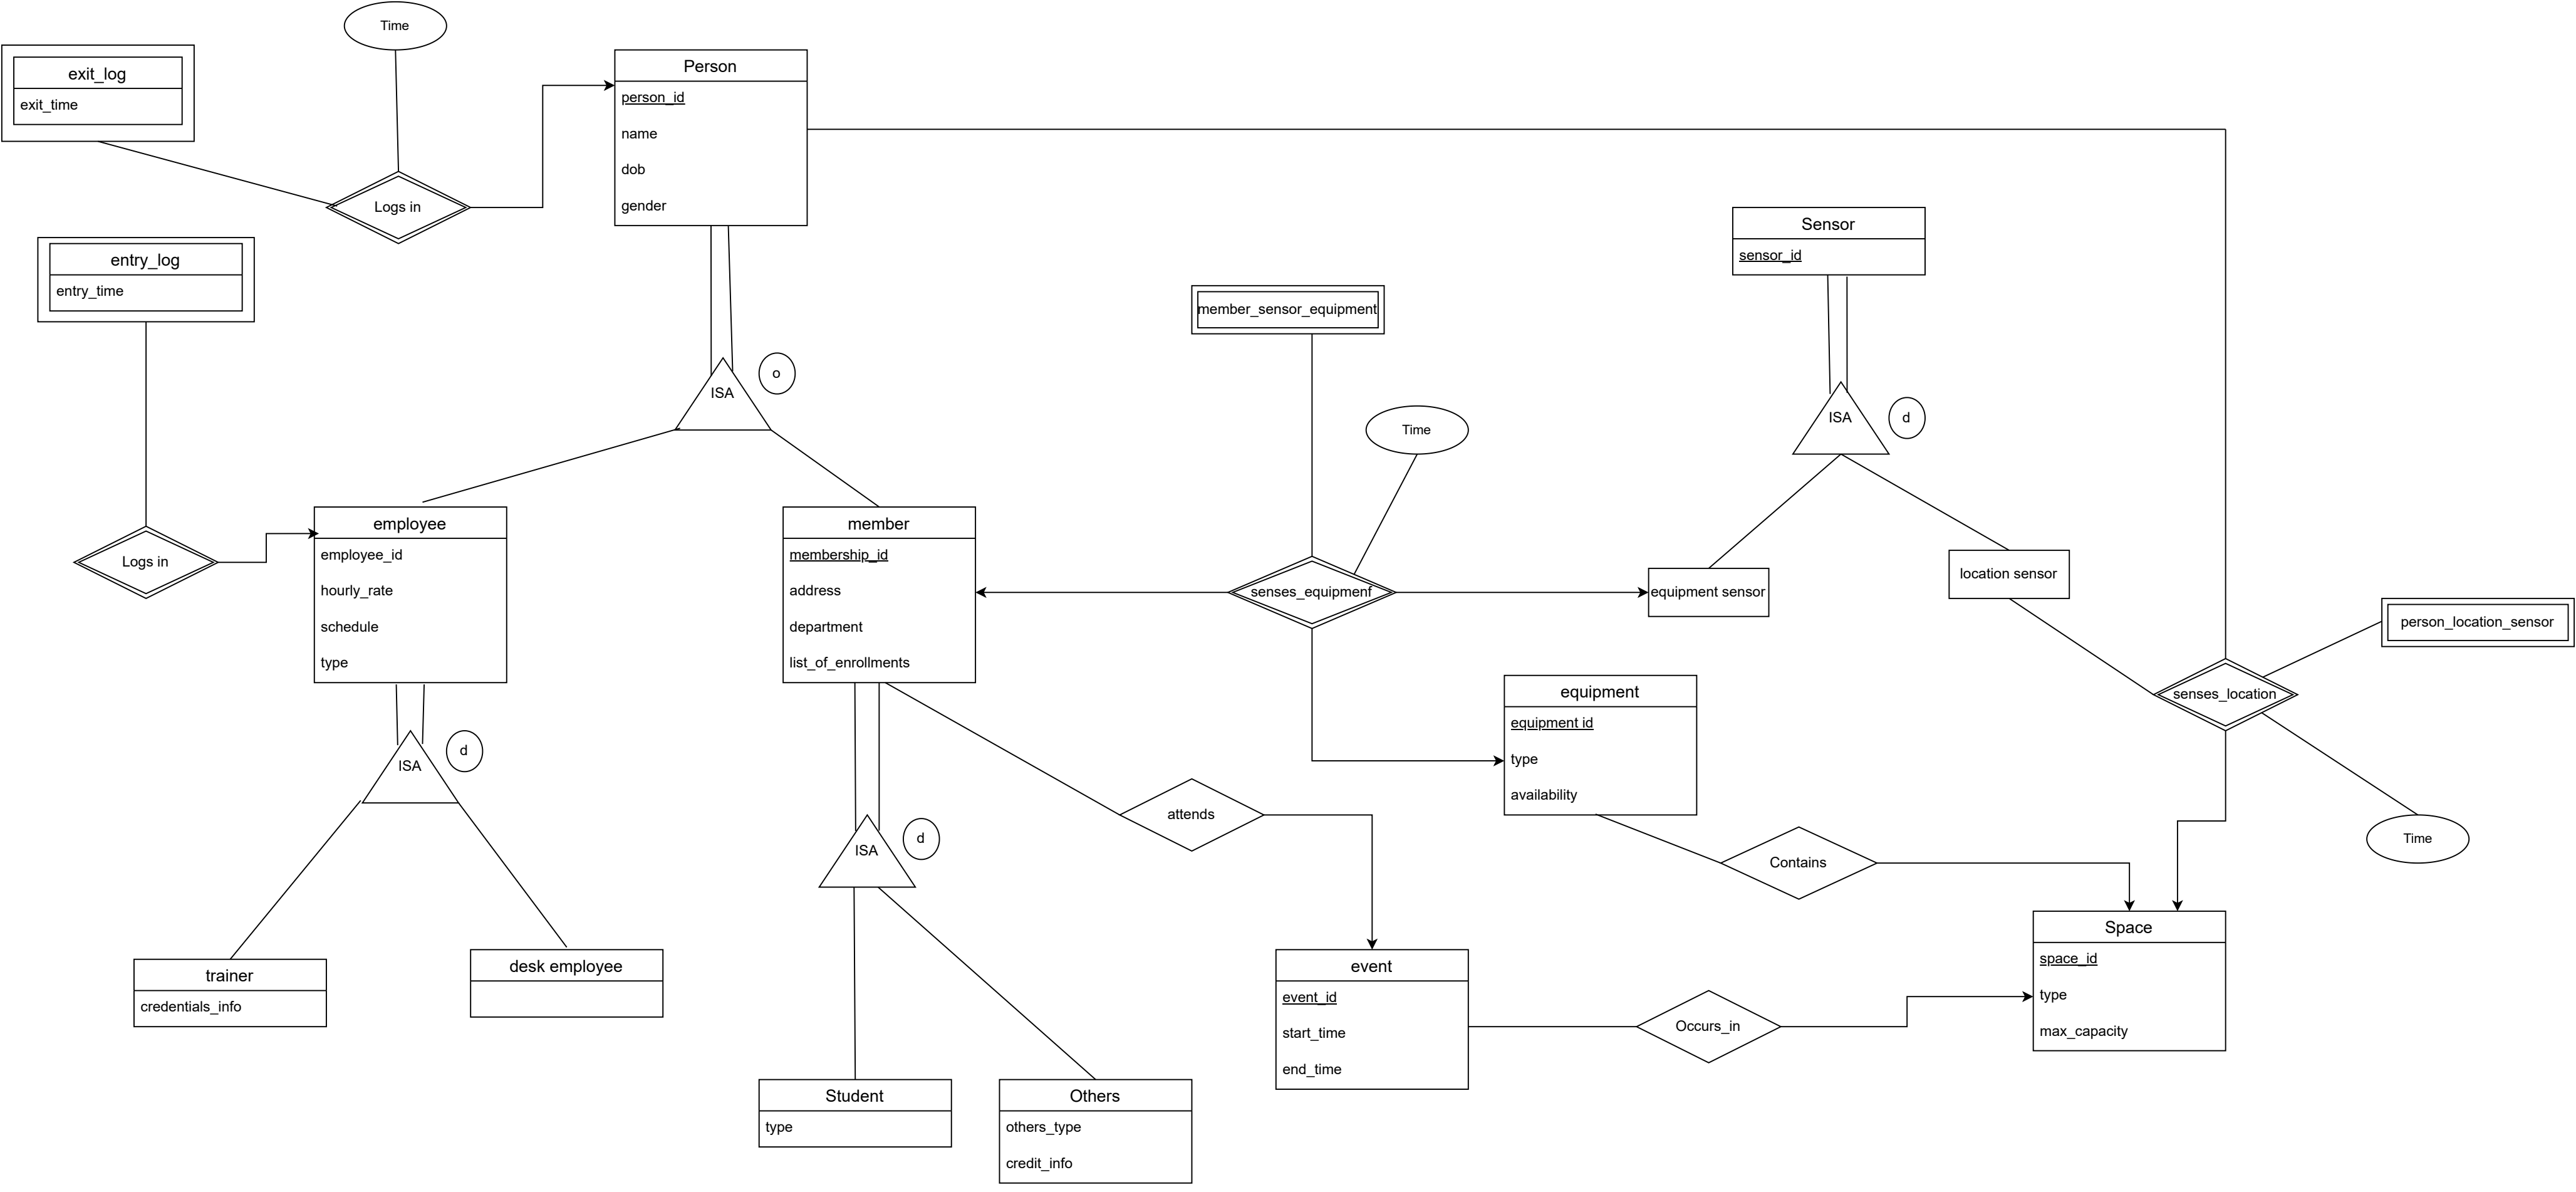 Time
exit_log
exit_time
Person
person_id
name
dob
gender
Logs in
Sensor
sensor_id
entry_log
entry_time
member_sensor_equipment
o
ISA
Time
ISA
d
employee
employee_id
hourly_rate
schedule
type
member
membership_id
address
department
list_of_enrollments
Logs in
senses_equipmenf
equipment sensor
location sensor
person_location_sensor
equipment
equipment id
type
availability
senses_location
d
ISA
attends
d
ISA
Contains
Time
trainer
credentials_info
desk employee
event
event_id
start_time
end_time
Occurs_in
Space
space_id
type
max_capacity
Student
type
Others
others_type
credit_info